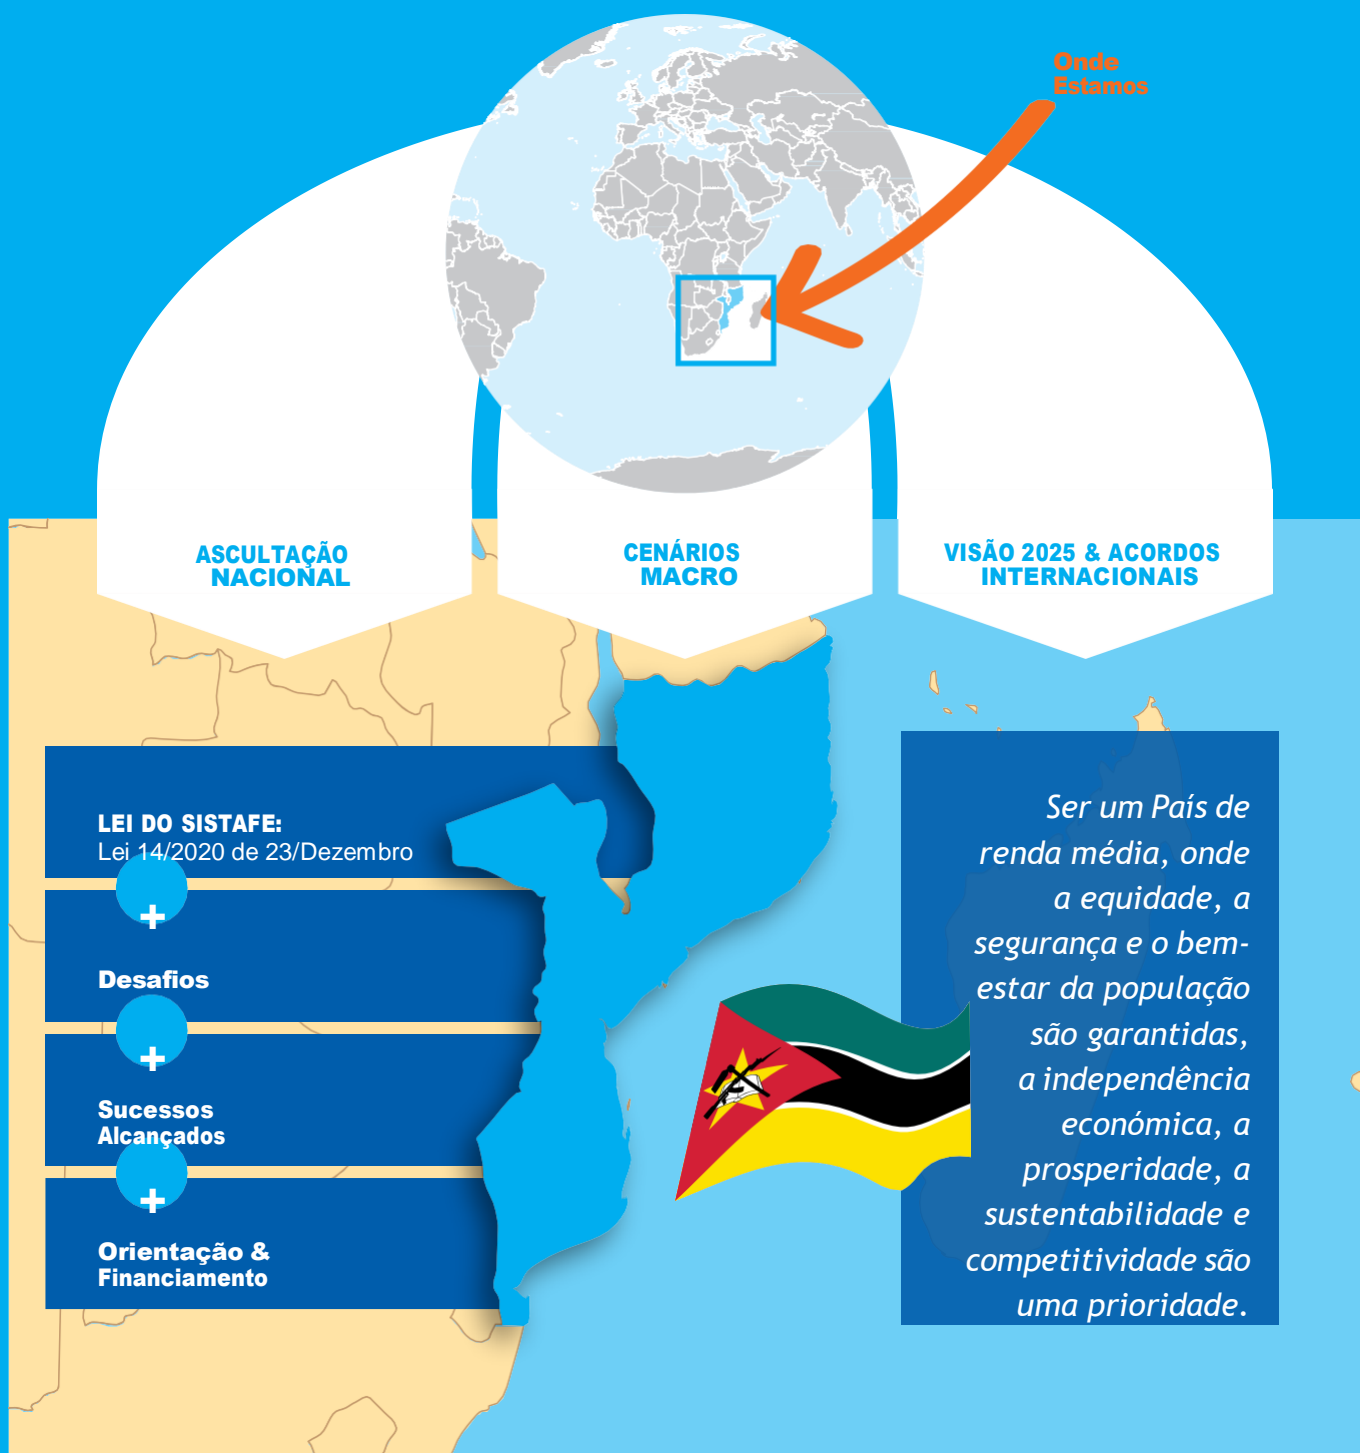 Onde
Estamos
ASCULTAÇÃO
NACIONAL
CENÁRIOS
MACRO
VISÃO 2025 & ACORDOS
INTERNACIONAIS
LEI DO SISTAFE:
Lei 14/2020 de 23/Dezembro
+
Desafios
+
Sucessos
Alcançados
+
Orientação &
Financiamento
Ser um País de
renda média, onde
a equidade, a
segurança e o bem-
estar da população
são garantidas,
a independência
económica, a
prosperidade, a
sustentabilidade e
competitividade são
uma prioridade.